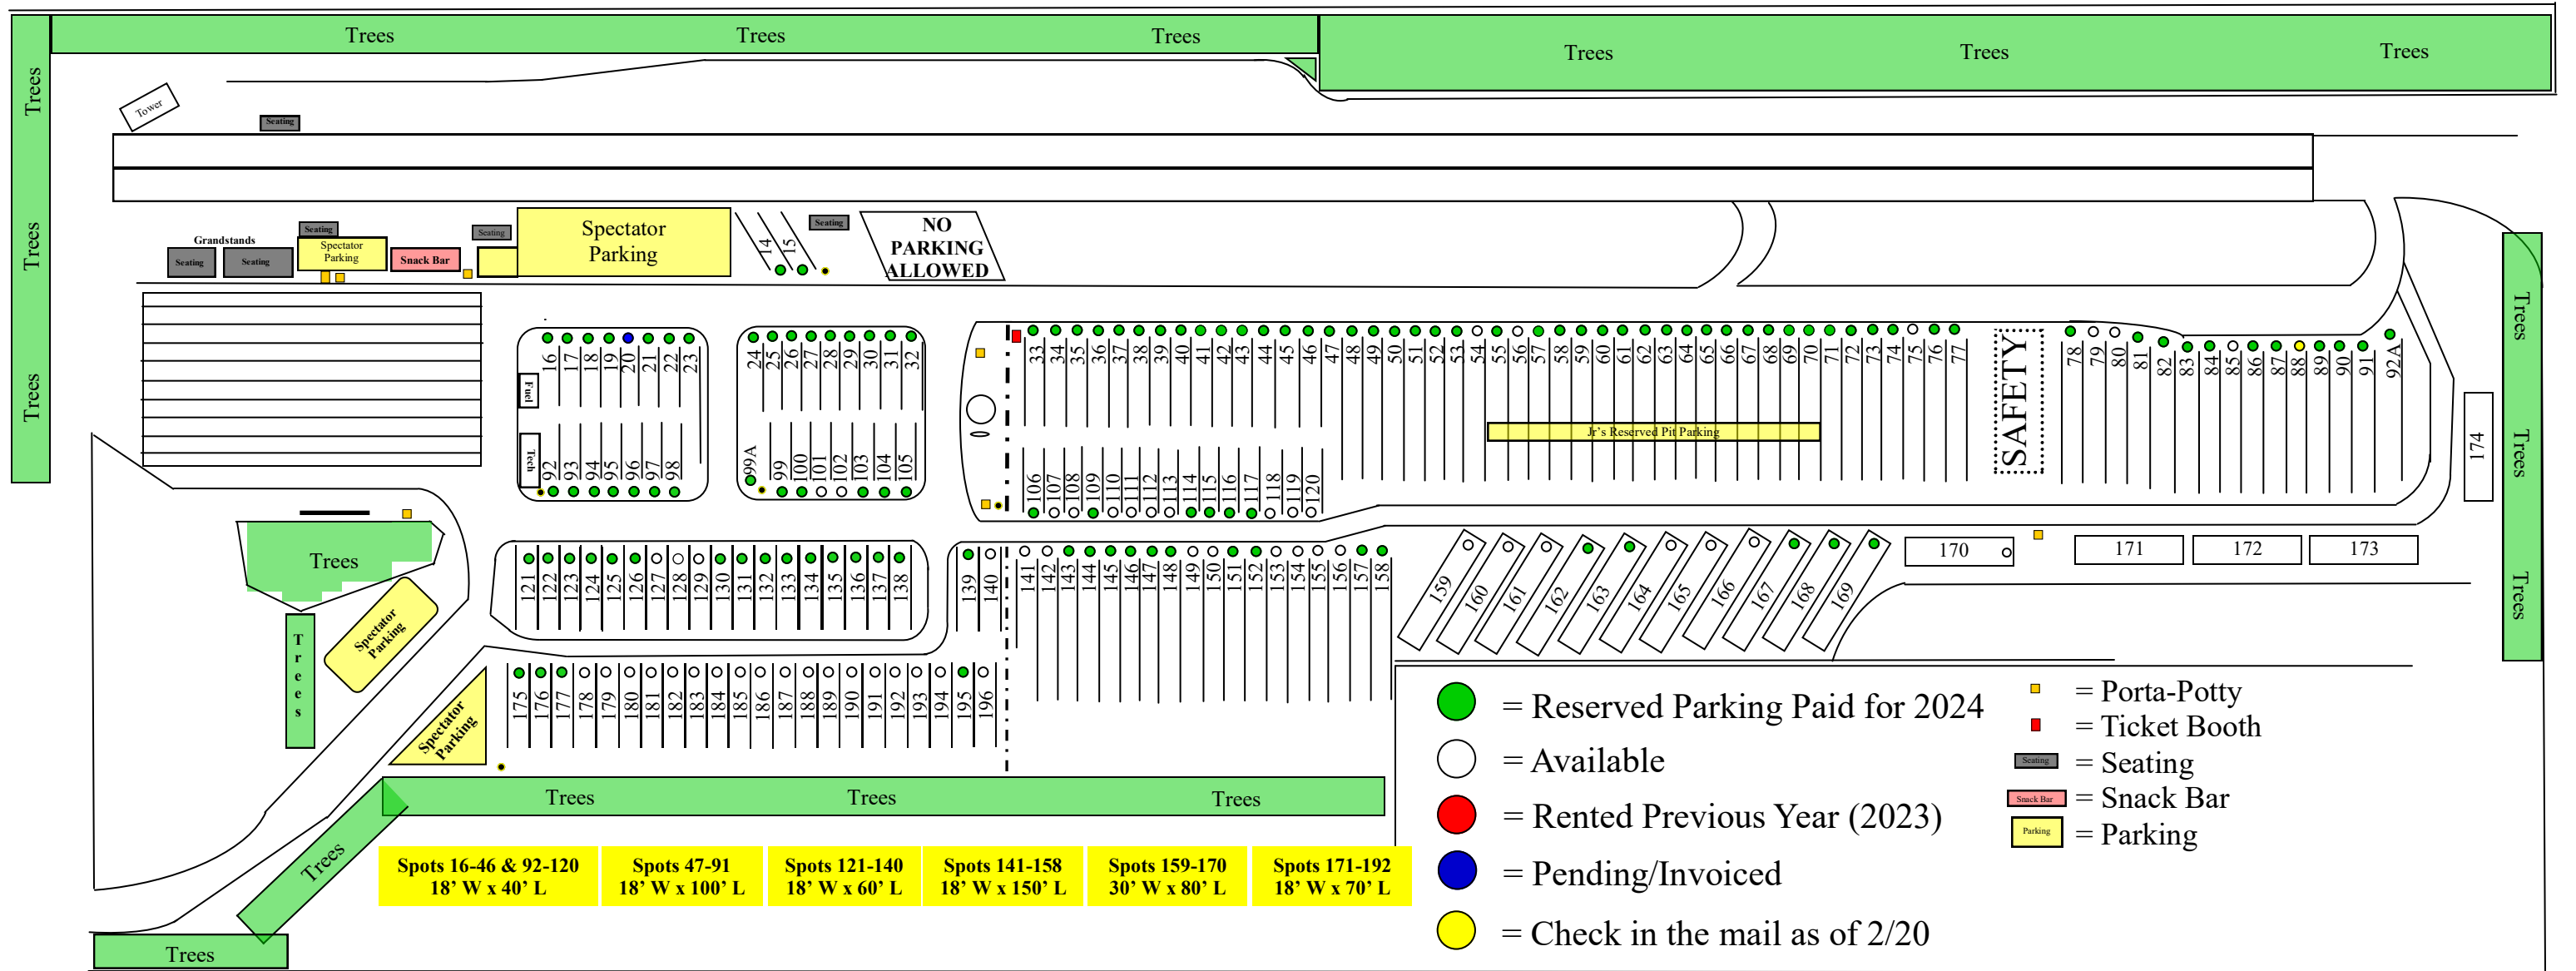 Trees Trees Trees
Trees Trees Trees
Trees
Trees
Trees
Tower
Seating
Grandstands
Seating
Seating
Seating
Spectator
Parking
Snack Bar
Seating
Spectator
Parking
14 15
Seating
NO
PARKING
ALLOWED
16 17 18 19 20 21 22 23
Fuel
Tech
92 93 94 95 96 97 98
24 25 26 27 28 29 30 31 32
99A 99 100 101 102 103 104 105
33 34 35 36 37 38 39 40 41 42 43 44 45 46 47 48 49 50 51 52 53 54 55 56 57 58 59 60 61 62 63 64 65 66 67 68 69 70 71 72 73 74 75 76 77
Jr's Reserved Pit Parking
SAFETY
78 79 80 81 82 83 84 85 86 87 88 89 90 91 92A
106 107 108 109 110 111 112 113 114 115 116 117 118 119 120
174
Trees
Trees
Trees
Trees
Spectator
Parking
Trees
121 122 123 124 125 126 127 128 129 130 131 132 133 134 135 136 137 138
139 140 141 142 143 144 145 146 147 148 149 150 151 152 153 154 155 156 157 158
159 160 161 162 163 164 165 166 167 168 169
170 171 172 173
Spectator
Parking
175 176 177 178 179 180 181 182 183 184 185 186 187 188 189 190 191 192 193 194 195 196
Trees Trees Trees
Trees
Trees
Spots 16-46 & 92-120
18' W x 40' L
Spots 47-91
18' W x 100' L
Spots 121-140
18' W x 60' L
Spots 141-158
18' W x 150' L
Spots 159-170
30' W x 80' L
Spots 171-192
18' W x 70' L
= Reserved Parking Paid for 2024
= Available
= Rented Previous Year (2023)
= Pending/Invoiced
= Check in the mail as of 2/20
= Porta-Potty
= Ticket Booth
Seating = Seating
Snack Bar = Snack Bar
Parking = Parking